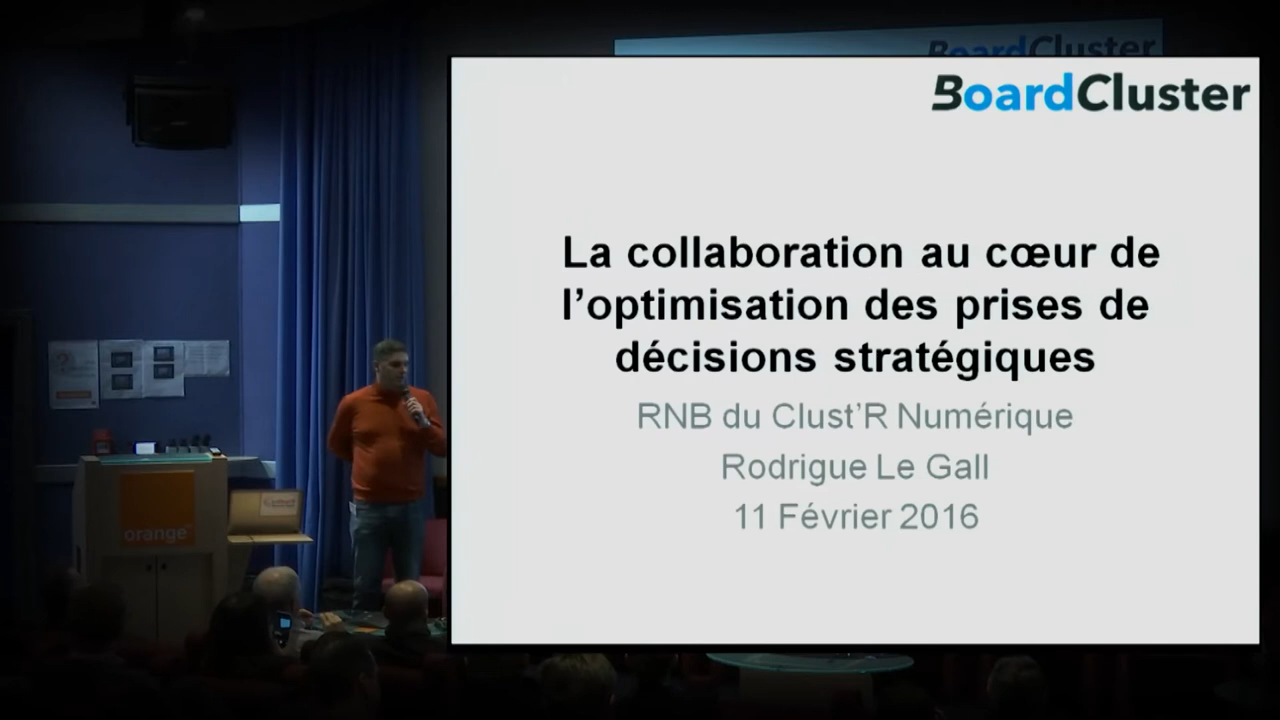 BoardCluster
BoardCluster
La collaboration au cœur de
l’optimisation des prises de
décisions stratégiques
RNB du Clust’R Numérique
Rodrigue Le Gall
11 Février 2016
orange